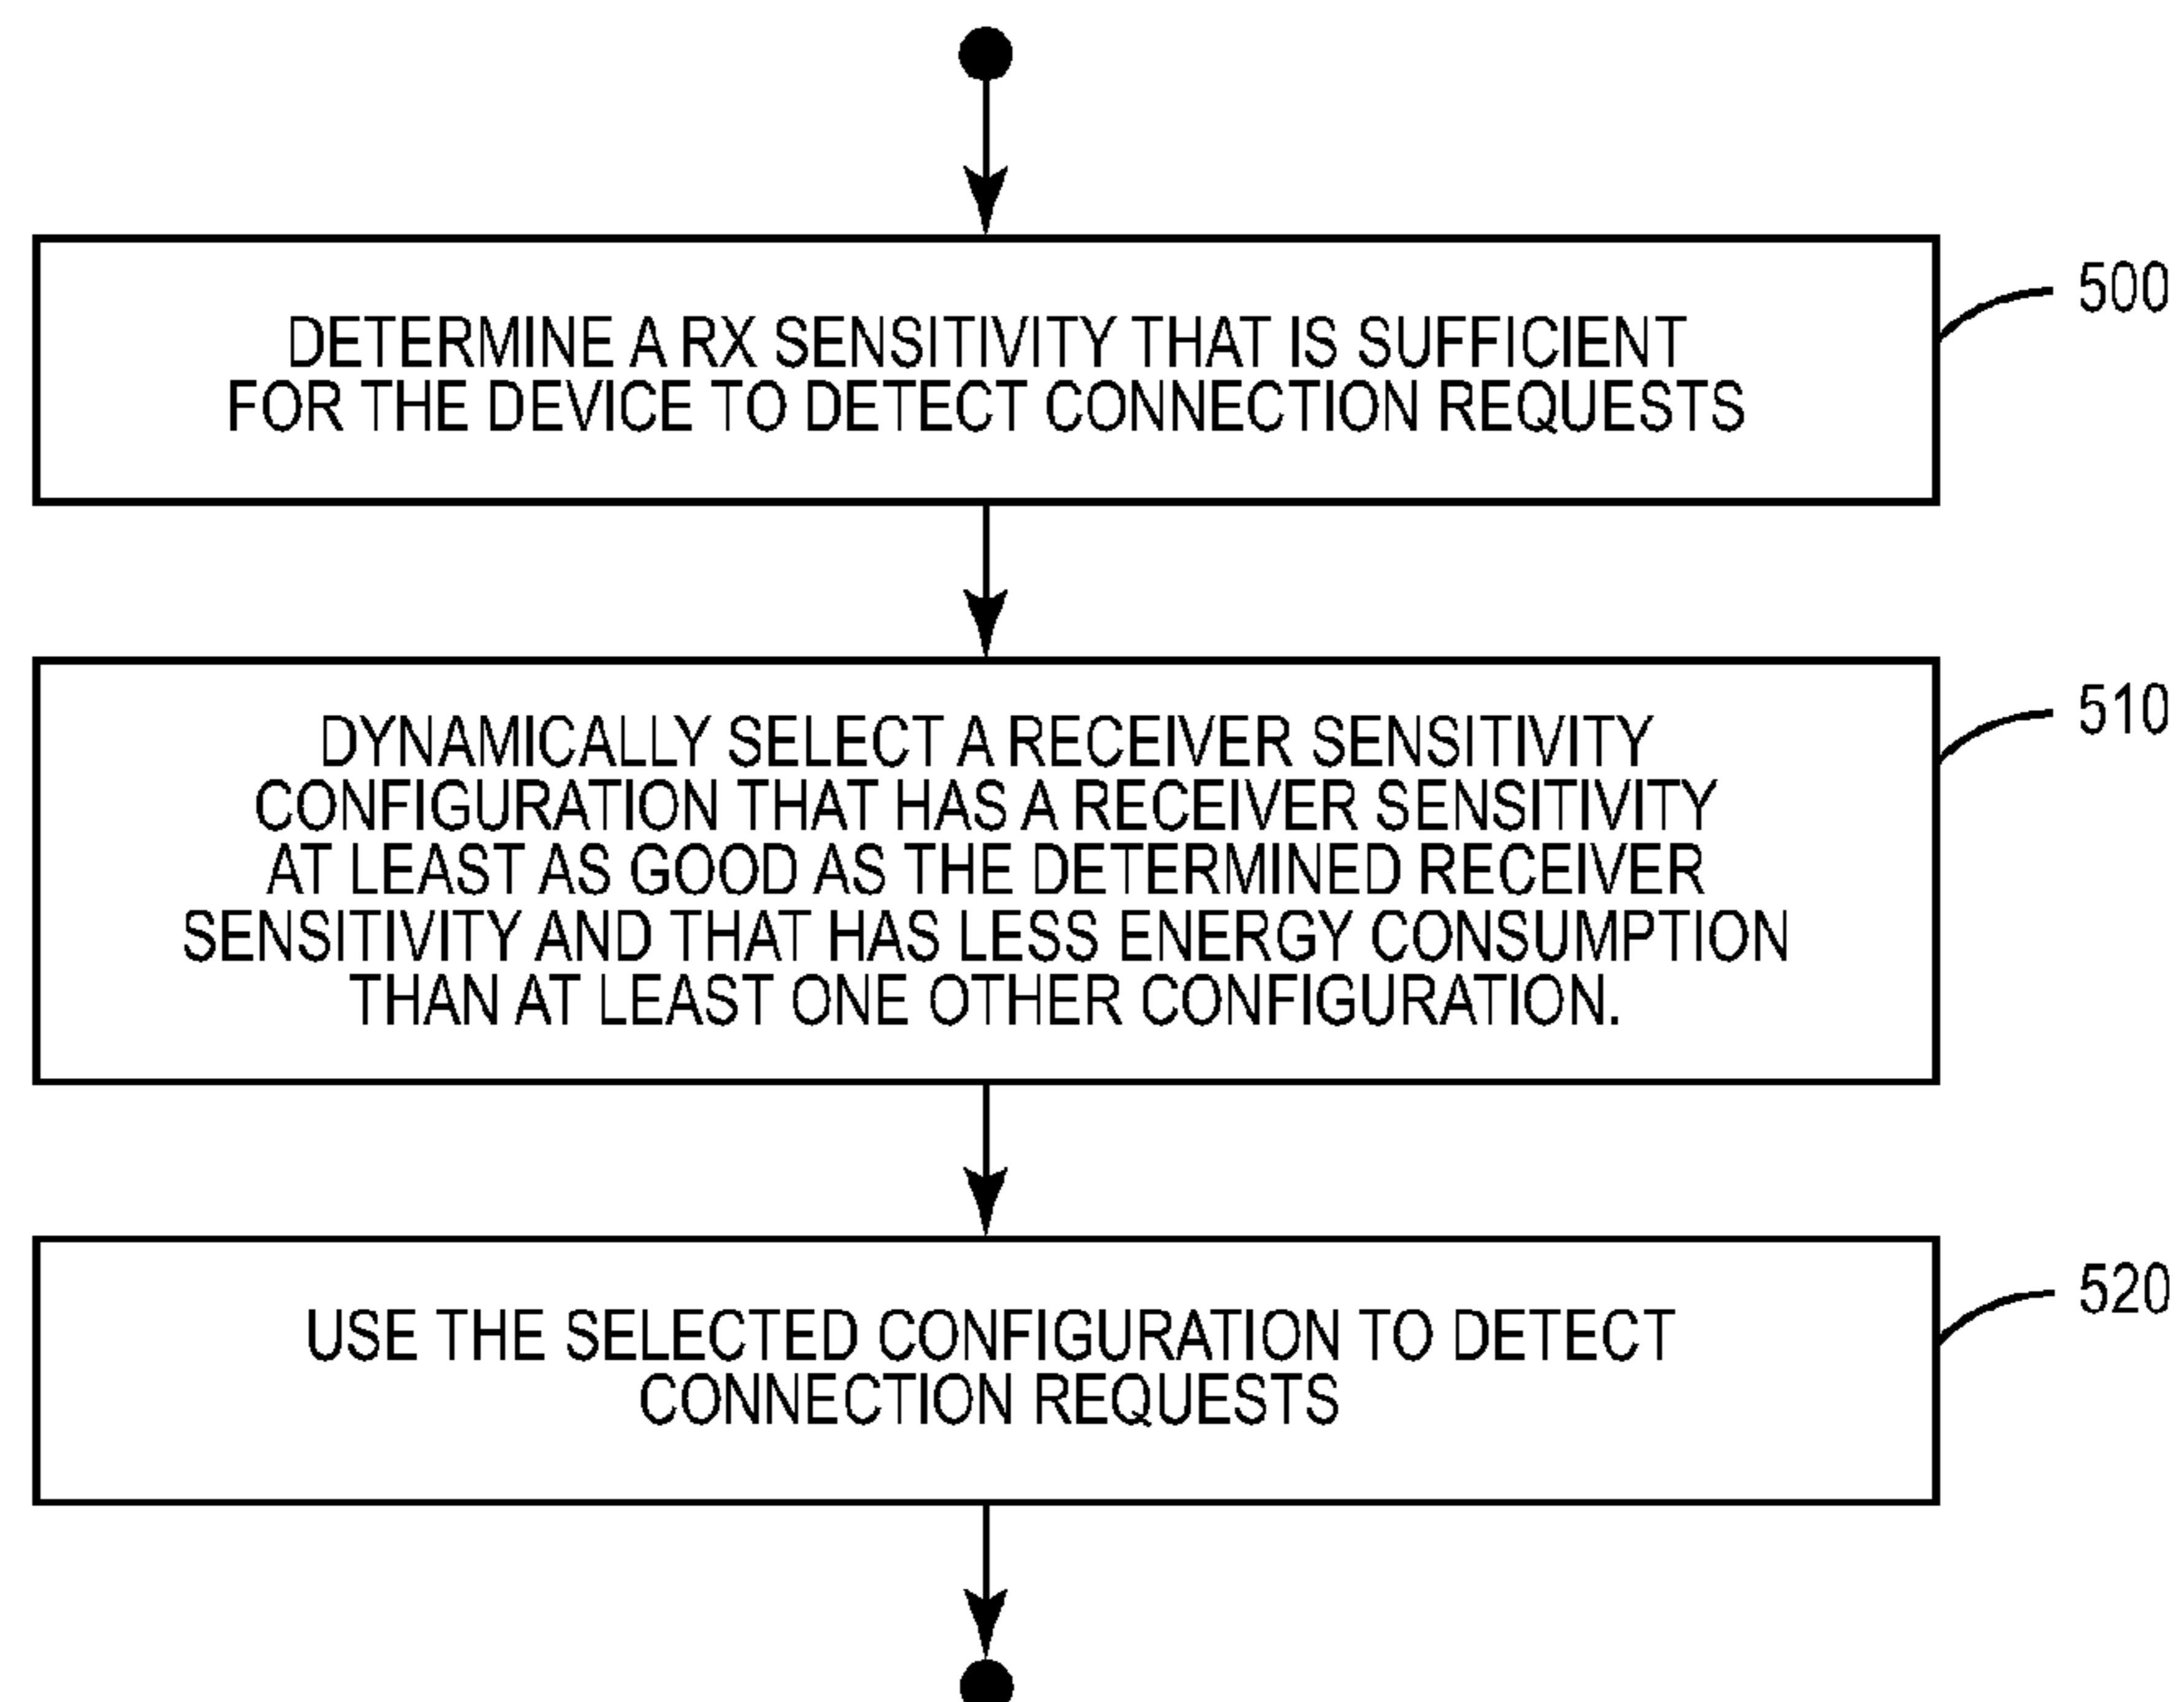 DETERMINE A RX SENSITIVITY THAT IS SUFFICIENT
FOR THE DEVICE TO DETECT CONNECTION REQUESTS
500
DYNAMICALLY SELECT A RECEIVER SENSITIVITY
CONFIGURATION THAT HAS A RECEIVER SENSITIVITY
AT LEAST AS GOOD AS THE DETERMINED RECEIVER
SENSITIVITY AND THAT HAS LESS ENERGY CONSUMPTION
THAN AT LEAST ONE OTHER CONFIGURATION.
510
USE THE SELECTED CONFIGURATION TO DETECT
CONNECTION REQUESTS
520